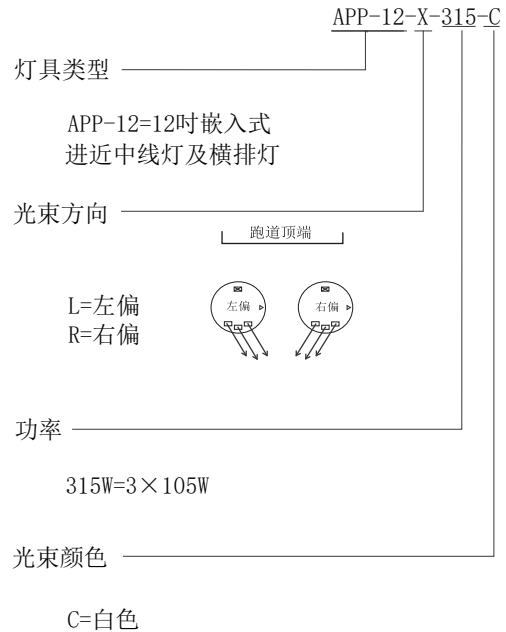 APP-12-X-315-C
灯具类型
APP-12=12吋嵌入式
进近中线灯及横排灯
光束方向
跑道顶端
L=左偏
R=右偏
左偏
右偏
功率
315W=3×105W
光束颜色
C=白色